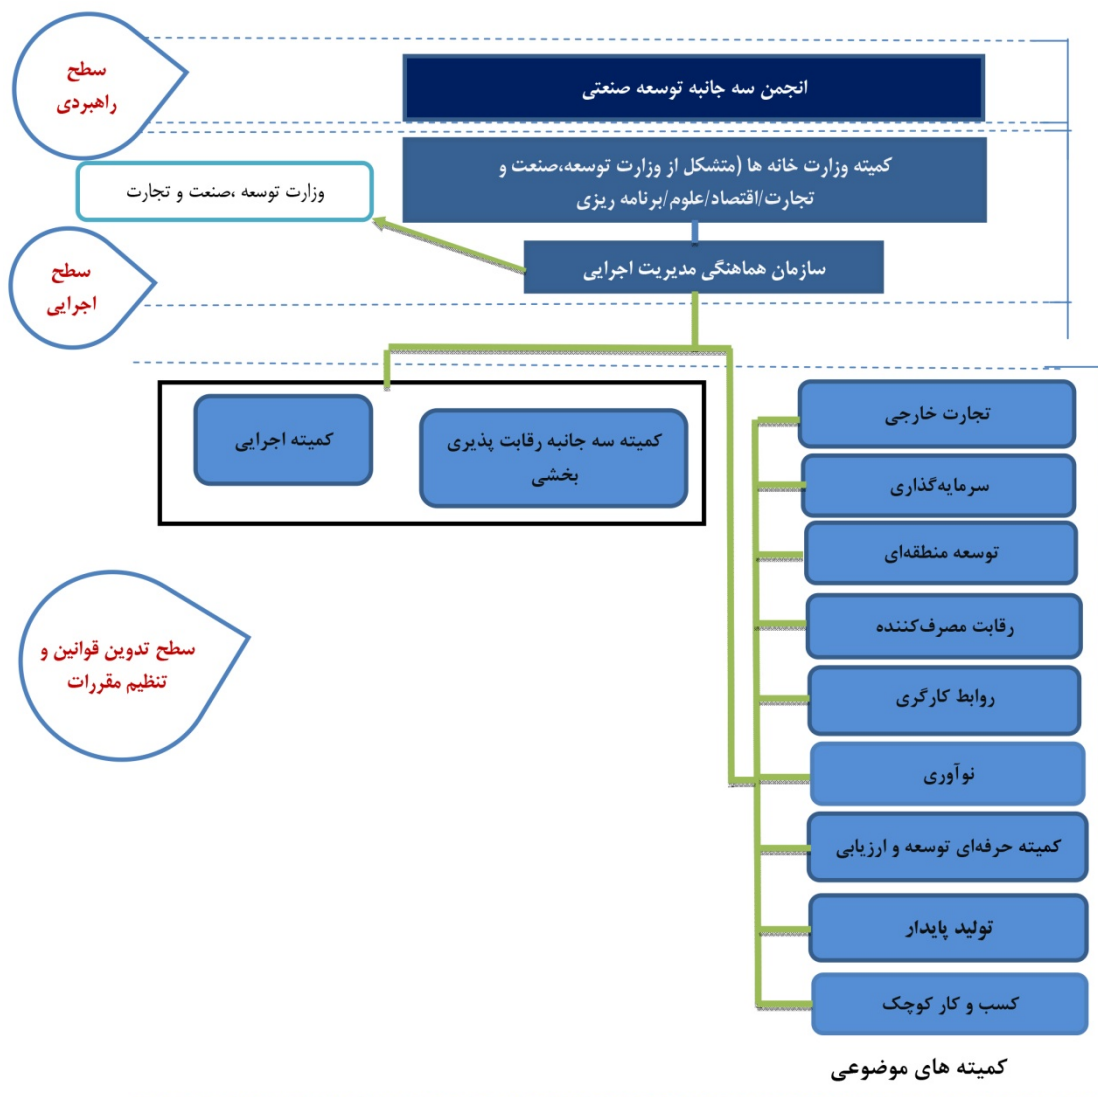 سطح
راهبردی
انجمن سه جانبه توسعه صنعتی
کمیته وزارت خانه ها (متشکل از وزارت توسعه،صنعت و
تجارت/اقتصاد/علوم/برنامه ریزی
وزارت توسعه ،صنعت و تجارت
سازمان هماهنگی مدیریت اجرایی
سطح
اجرایی
کمیته سه جانبه رقابت پذیری
بخشی
کمیته اجرایی
تجارت خارجی
سرمایه‌گذاری
توسعه منطقه‌ای
رقابت مصرف‌کننده
روابط کارگری
نوآوری
کمیته حرفه‌ای توسعه و ارزیابی
تولید پایدار
کسب و کار کوچک
سطح تدوین قوانین و
تنظیم مقررات
کمیته های موضوعی